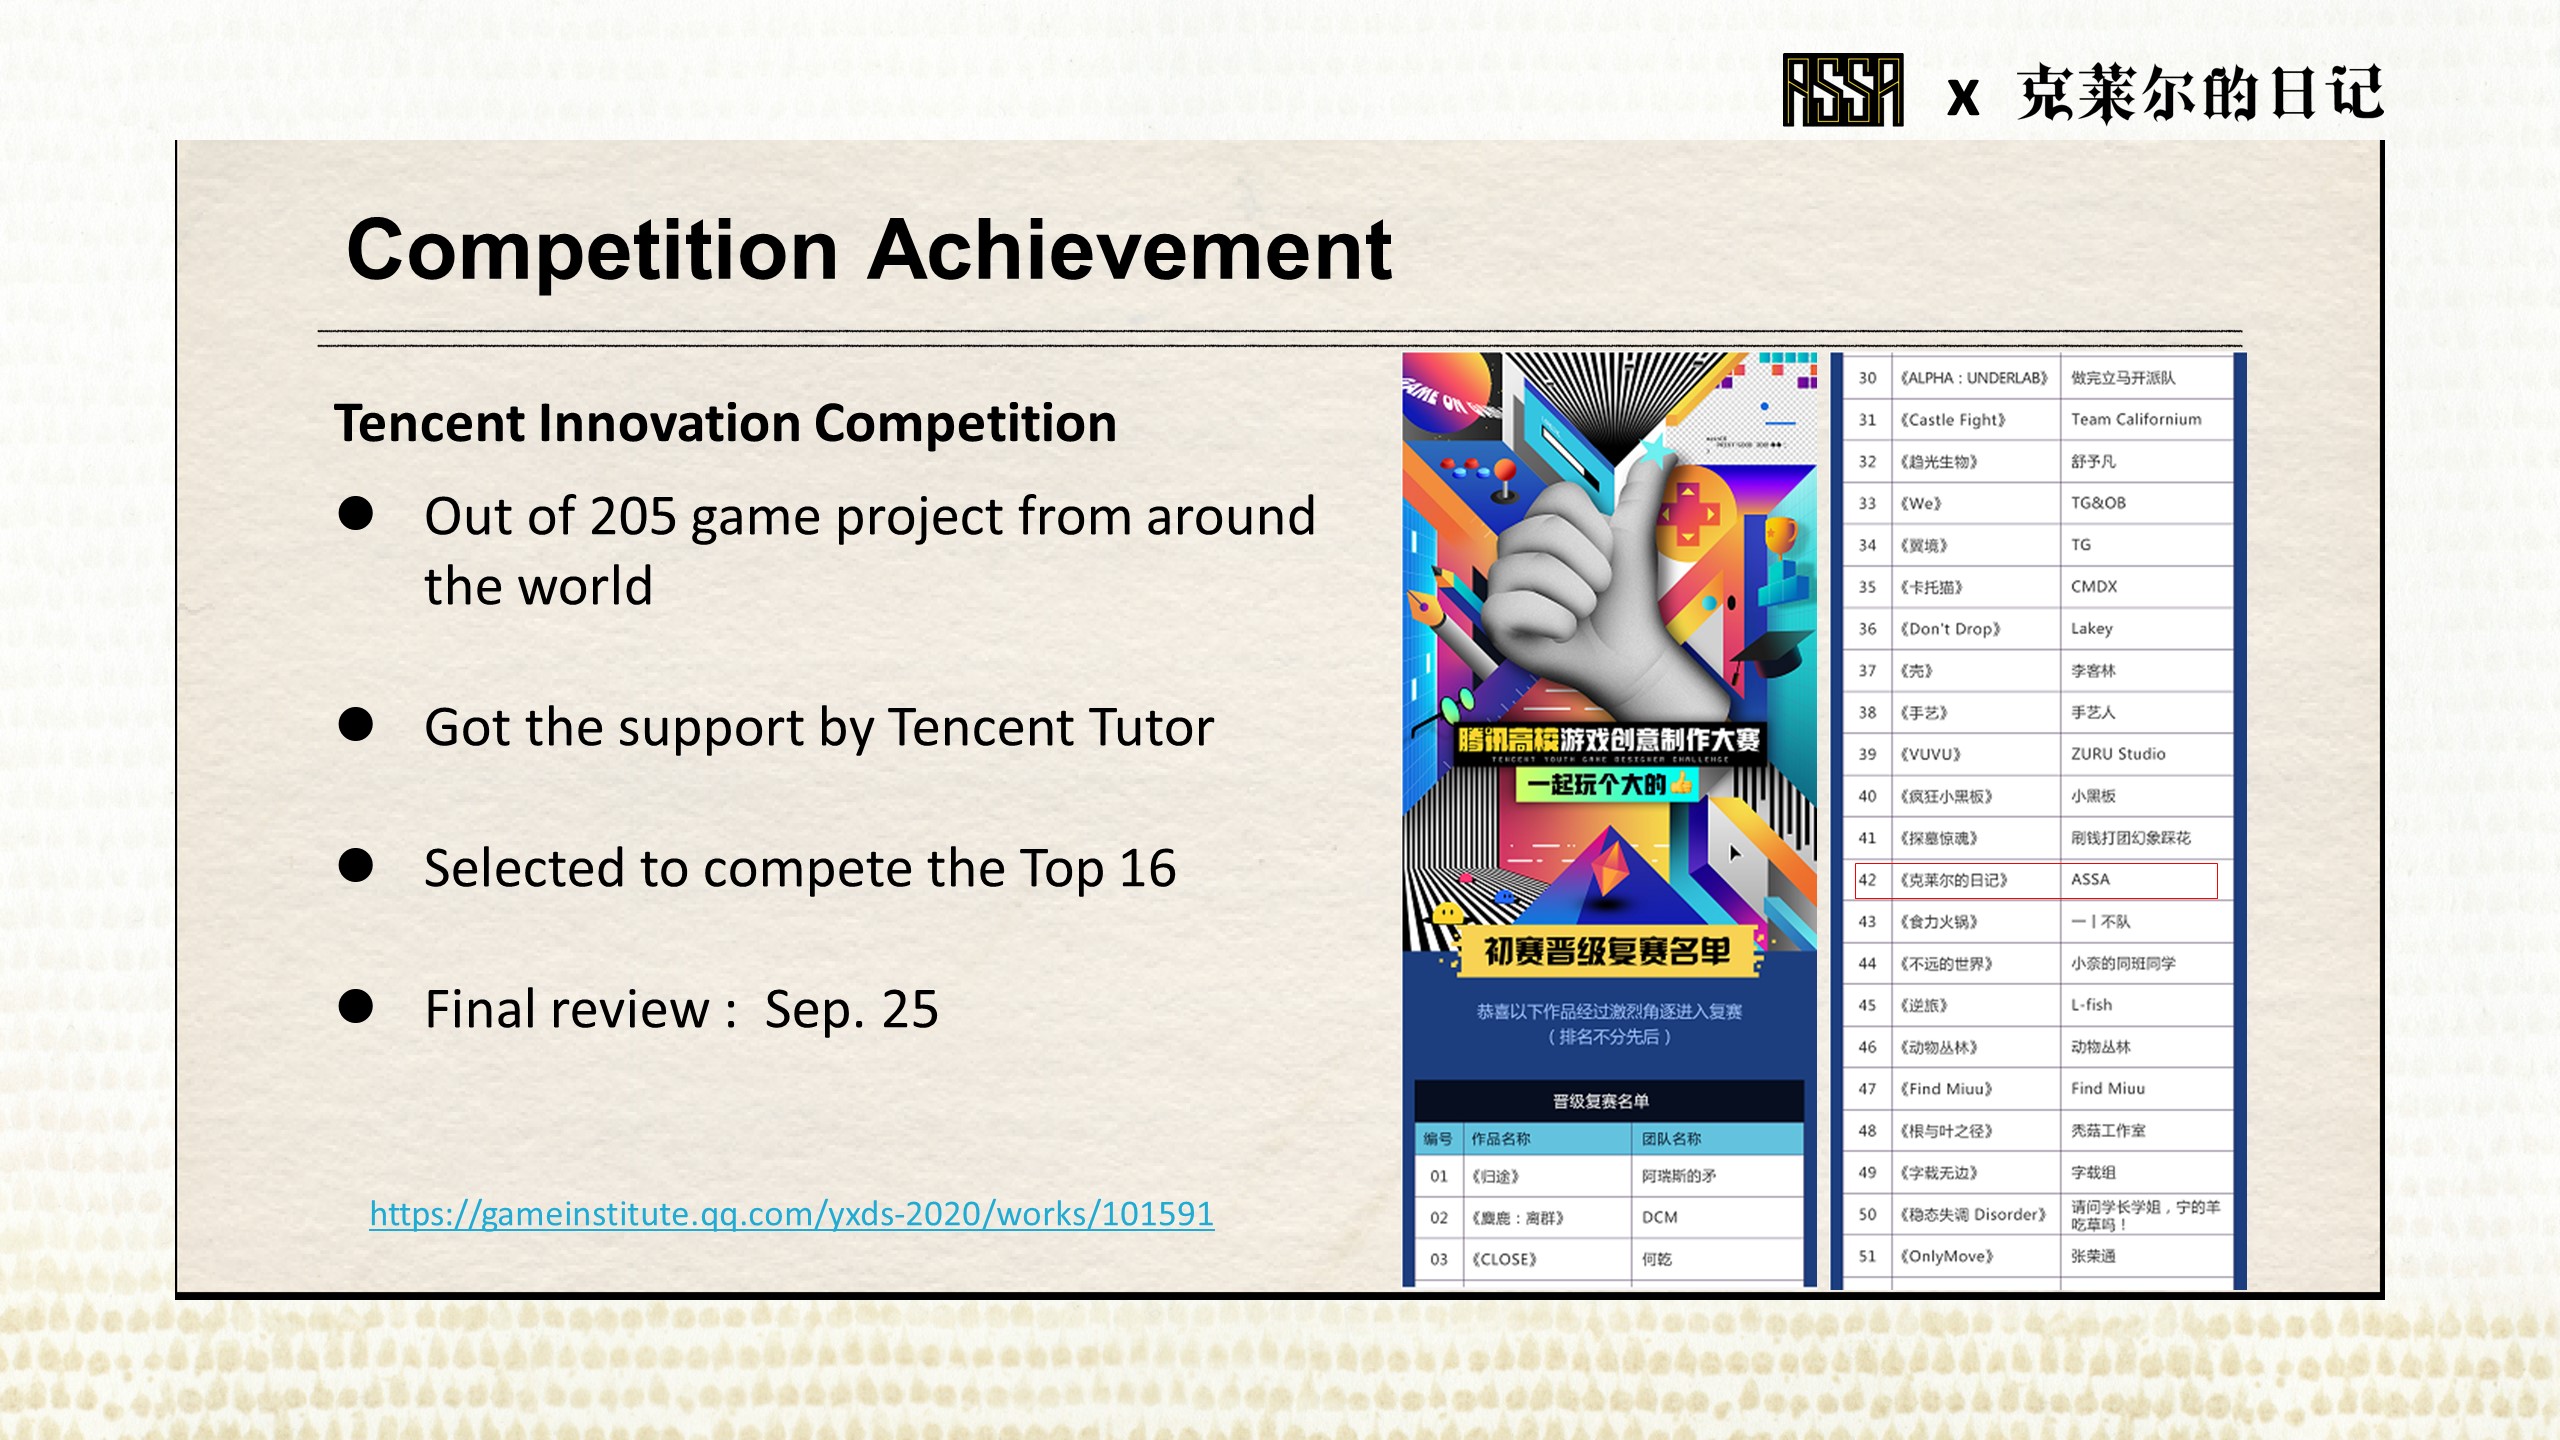 ASSA x 克莱尔的日记
Competition Achievement
Tencent Innovation Competition
● Out of 205 game project from around
the world
● Got the support by Tencent Tutor
● Selected to compete the Top 16
● Final review : Sep. 25
https://gameinstitute.qq.com/yxds-2020/works/101591
GAME ON
腾讯高校游戏创意制作大赛
TENCENT YOUTH GAME DESIGNER CHALLENGE
一起玩个大的
初赛晋级复赛名单
恭喜以下作品经过激烈角逐进入复赛
（排名不分先后）
晋级复赛名单
编号 作品名称 团队名称
01 《归途》 阿瑞斯的矛
02 《麋鹿：离群》 DCM
03 《CLOSE》 何乾
30 《ALPHA：UNDERLAB》 做完立马开派队
31 《Castle Fight》 Team Californium
32 《趋光生物》 舒予凡
33 《We》 TG&OB
34 《翼境》 TG
35 《卡托猫》 CMDX
36 《Don't Drop》 Lakey
37 《壳》 李客林
38 《手艺》 手艺人
39 《VUVU》 ZURU Studio
40 《疯狂小黑板》 小黑板
41 《探墓惊魂》 刷钱打团幻象踩花
42 《克莱尔的日记》 ASSA
43 《食力火锅》 一丨不队
44 《不远的世界》 小奈的同班同学
45 《逆旅》 L-fish
46 《动物丛林》 动物丛林
47 《Find Miuu》 Find Miuu
48 《根与叶之径》 秃菇工作室
49 《字载无边》 字载组
50 《稳态失调 Disorder》 请问学长学姐，宁的羊
吃草吗！
51 《OnlyMove》 张荣通